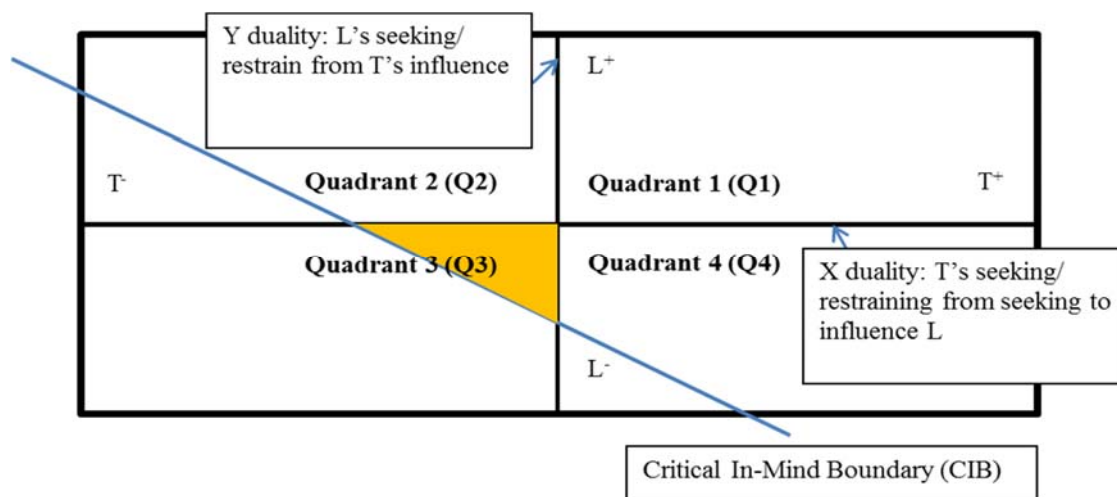 Y duality: L's seeking/
restrain from T's influence
L⁺
T⁻
Quadrant 2 (Q2)
Quadrant 1 (Q1)
T⁺
Quadrant 3 (Q3)
Quadrant 4 (Q4)
X duality: T's seeking/
restraining from seeking to
influence L
L⁻
Critical In-Mind Boundary (CIB)